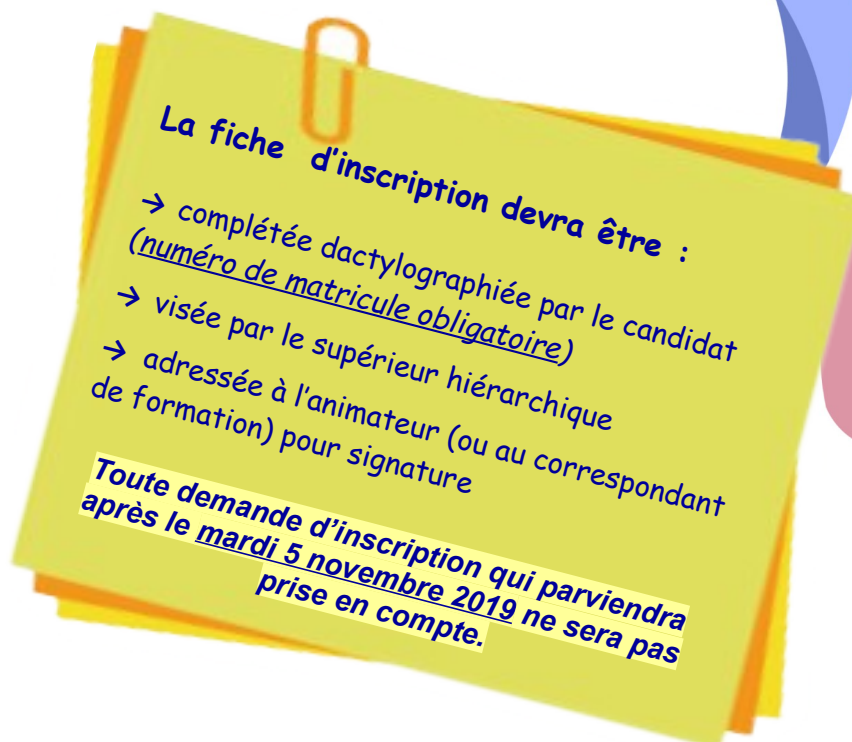 La fiche d'inscription devra être :
→ complétée dactylographiée par le candidat
(numéro de matricule obligatoire)
→ visée par le supérieur hiérarchique
→ adressée à l'animateur (ou au correspondant
de formation) pour signature
Toute demande d'inscription qui parviendra
après le mardi 5 novembre 2019 ne sera pas
prise en compte.